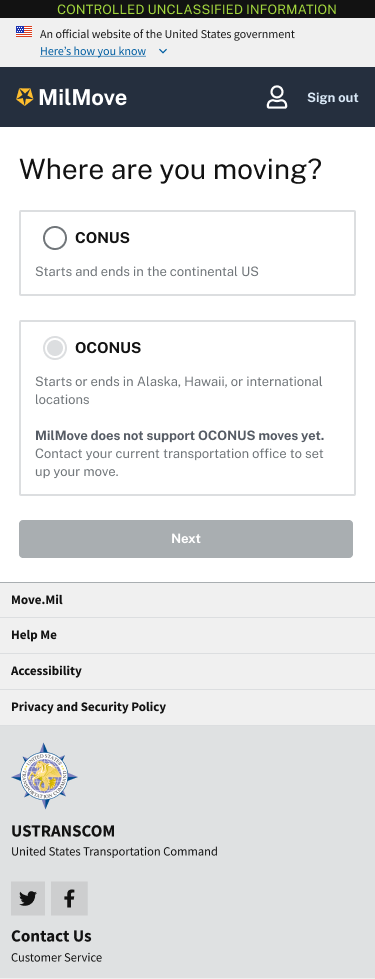 CONTROLLED UNCLASSIFIED INFORMATION
An official website of the United States government
Here's how you know
MilMove
Sign out
Where are you moving?
CONUS
Starts and ends in the continental US
OCONUS
Starts or ends in Alaska, Hawaii, or international
locations
MilMove does not support OCONUS moves yet.
Contact your current transportation office to set
up your move.
Next
Move.Mil
Help Me
Accessibility
Privacy and Security Policy
USTRANSCOM
United States Transportation Command
Contact Us
Customer Service